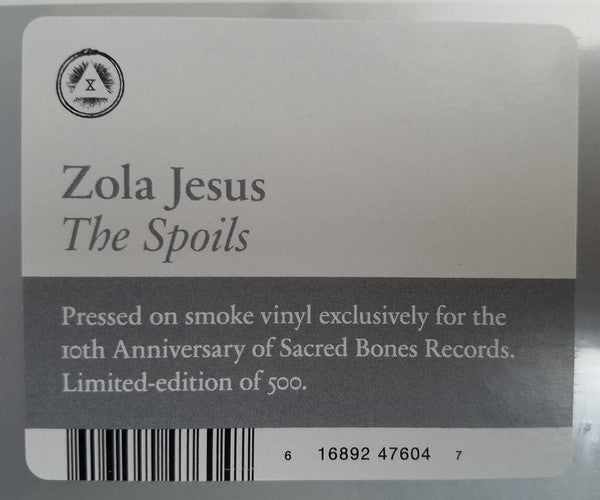 X
Zola Jesus
The Spoils
Pressed on smoke vinyl exclusively for the
10th Anniversary of Sacred Bones Records.
Limited-edition of 500.
6 16892 47604 7